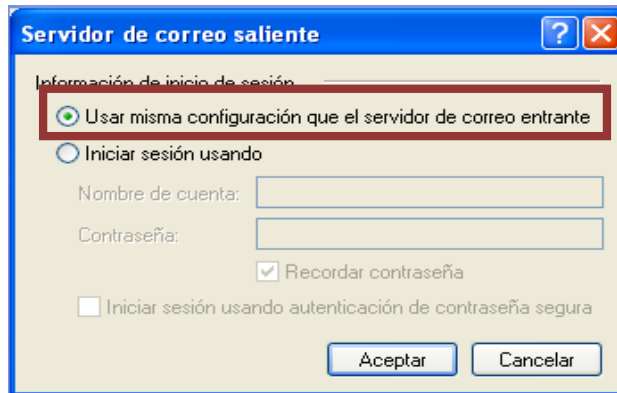 Servidor de correo saliente
Información de inicio de sesión
Usar misma configuración que el servidor de correo entrante
Iniciar sesión usando
Nombre de cuenta:
Contraseña:
Recordar contraseña
Iniciar sesión usando autenticación de contraseña segura
Aceptar Cancelar